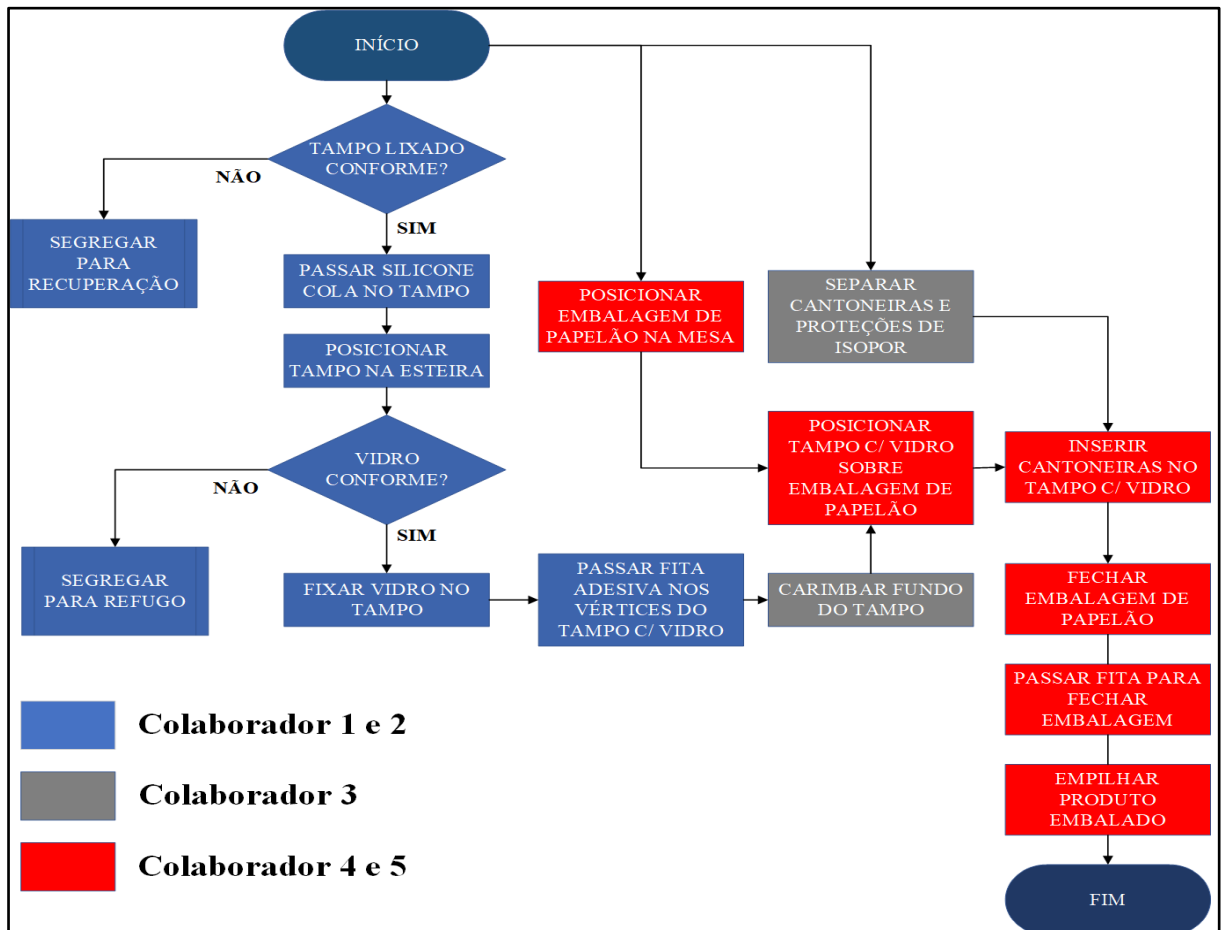 INÍCIO
TAMPO LIXADO
CONFORME?
NÃO
SIM
SEGREGAR
PARA
RECUPERAÇÃO
PASSAR SILICONE
COLA NO TAMPO
POSICIONAR
TAMPO NA ESTEIRA
VIDRO
CONFORME?
NÃO
SIM
SEGREGAR
PARA REFUGO
FIXAR VIDRO NO
TAMPO
PASSAR FITA
ADESIVA NOS
VÉRTICES DO
TAMPO C/ VIDRO
CARIMBAR FUNDO
DO TAMPO
POSICIONAR
EMBALAGEM DE
PAPELÃO NA MESA
SEPARAR
CANTONEIRAS E
PROTEÇÕES DE
ISOPOR
POSICIONAR
TAMPO C/ VIDRO
SOBRE
EMBALAGEM DE
PAPELÃO
INSERIR
CANTONEIRAS NO
TAMPO C/ VIDRO
FECHAR
EMBALAGEM DE
PAPELÃO
PASSAR FITA PARA
FECHAR
EMBALAGEM
EMPILHAR
PRODUTO
EMBALADO
FIM
Colaborador 1 e 2
Colaborador 3
Colaborador 4 e 5